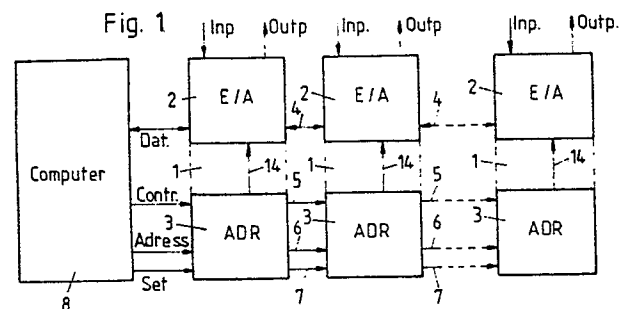 Fig. 1
Inp Outp Inp. Outp Inp. Outp.
2 E/A 2 E/A 2 E/A
4 4
Dat.
1 14 1 14 1 14
Computer
Contr. 5 5
3 ADR 3 ADR 3 ADR
Adress 6 6
Set
8 7 7